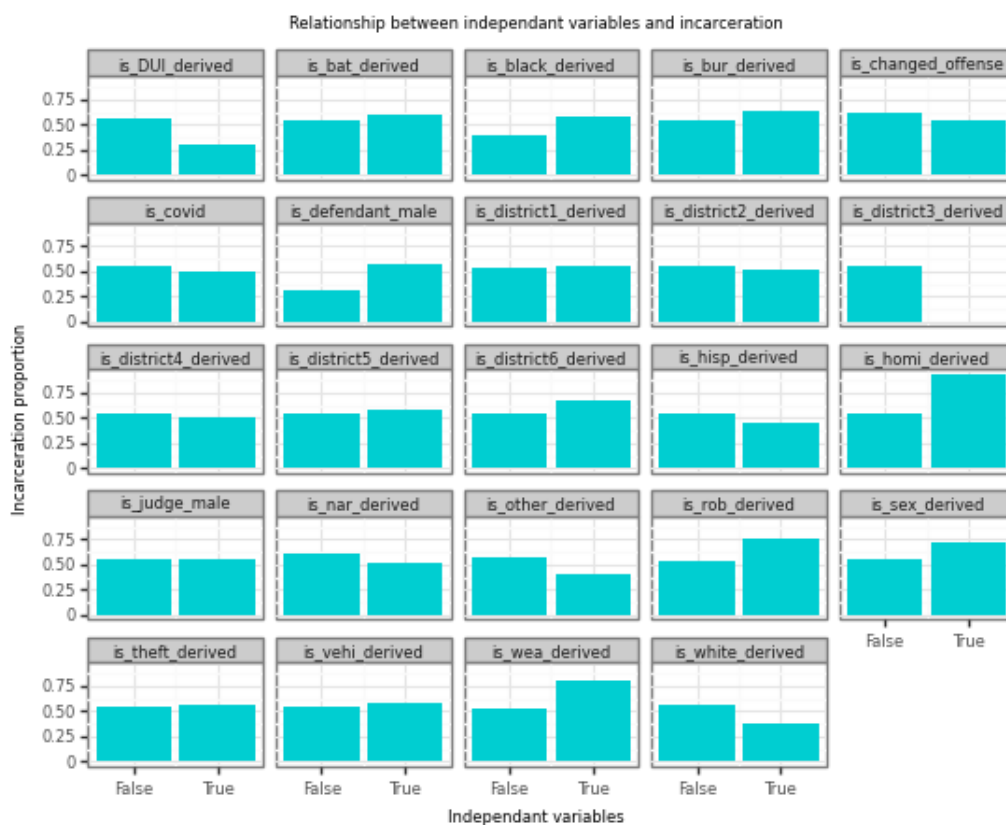 Relationship between independant variables and incarceration
is_DUI_derived is_bat_derived is_black_derived is_bur_derived is_changed_offense
0.75
0.50
0.25
0
is_covid is_defendant_male is_district1_derived is_district2_derived is_district3_derived
0.75
0.50
0.25
0
Incarceration proportion
is_district4_derived is_district5_derived is_district6_derived is_hisp_derived is_homi_derived
0.75
0.50
0.25
0
is_judge_male is_nar_derived is_other_derived is_rob_derived is_sex_derived
0.75
0.50
0.25
0
False True
is_theft_derived is_vehi_derived is_wea_derived is_white_derived
0.75
0.50
0.25
0
False True False True False True False True
Independant variables